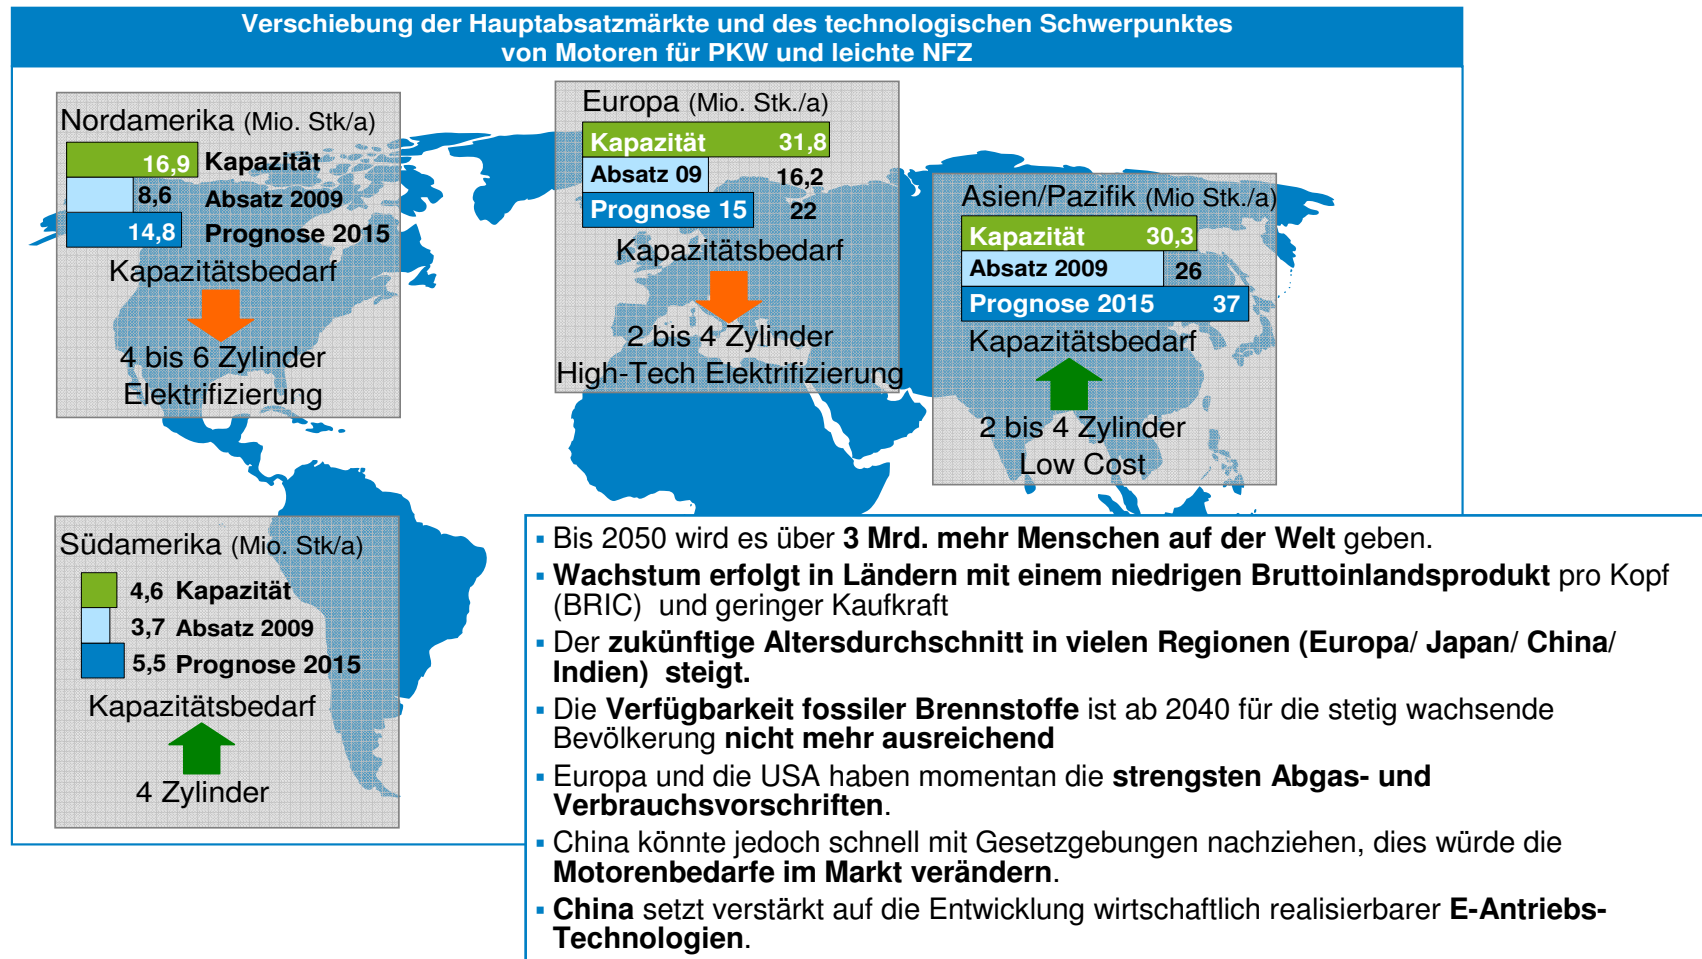 Verschiebung der Hauptabsatzmärkte und des technologischen Schwerpunktes
von Motoren für PKW und leichte NFZ
Nordamerika (Mio. Stk/a)
16,9 Kapazität
8,6 Absatz 2009
14,8 Prognose 2015
Kapazitätsbedarf
4 bis 6 Zylinder
Elektrifizierung
Europa (Mio. Stk./a)
Kapazität 31,8
Absatz 09 16,2
Prognose 15 22
Kapazitätsbedarf
2 bis 4 Zylinder
High-Tech Elektrifizierung
Asien/Pazifik (Mio Stk./a)
Kapazität 30,3
Absatz 2009 26
Prognose 2015 37
Kapazitätsbedarf
2 bis 4 Zylinder
Low Cost
Südamerika (Mio. Stk/a)
4,6 Kapazität
3,7 Absatz 2009
5,5 Prognose 2015
Kapazitätsbedarf
4 Zylinder
▪ Bis 2050 wird es über 3 Mrd. mehr Menschen auf der Welt geben.
▪ Wachstum erfolgt in Ländern mit einem niedrigen Bruttoinlandsprodukt pro Kopf
(BRIC) und geringer Kaufkraft
▪ Der zukünftige Altersdurchschnitt in vielen Regionen (Europa/ Japan/ China/
Indien) steigt.
▪ Die Verfügbarkeit fossiler Brennstoffe ist ab 2040 für die stetig wachsende
Bevölkerung nicht mehr ausreichend
▪ Europa und die USA haben momentan die strengsten Abgas- und
Verbrauchsvorschriften.
▪ China könnte jedoch schnell mit Gesetzgebungen nachziehen, dies würde die
Motorenbedarfe im Markt verändern.
▪ China setzt verstärkt auf die Entwicklung wirtschaftlich realisierbarer E-Antriebs-
Technologien.